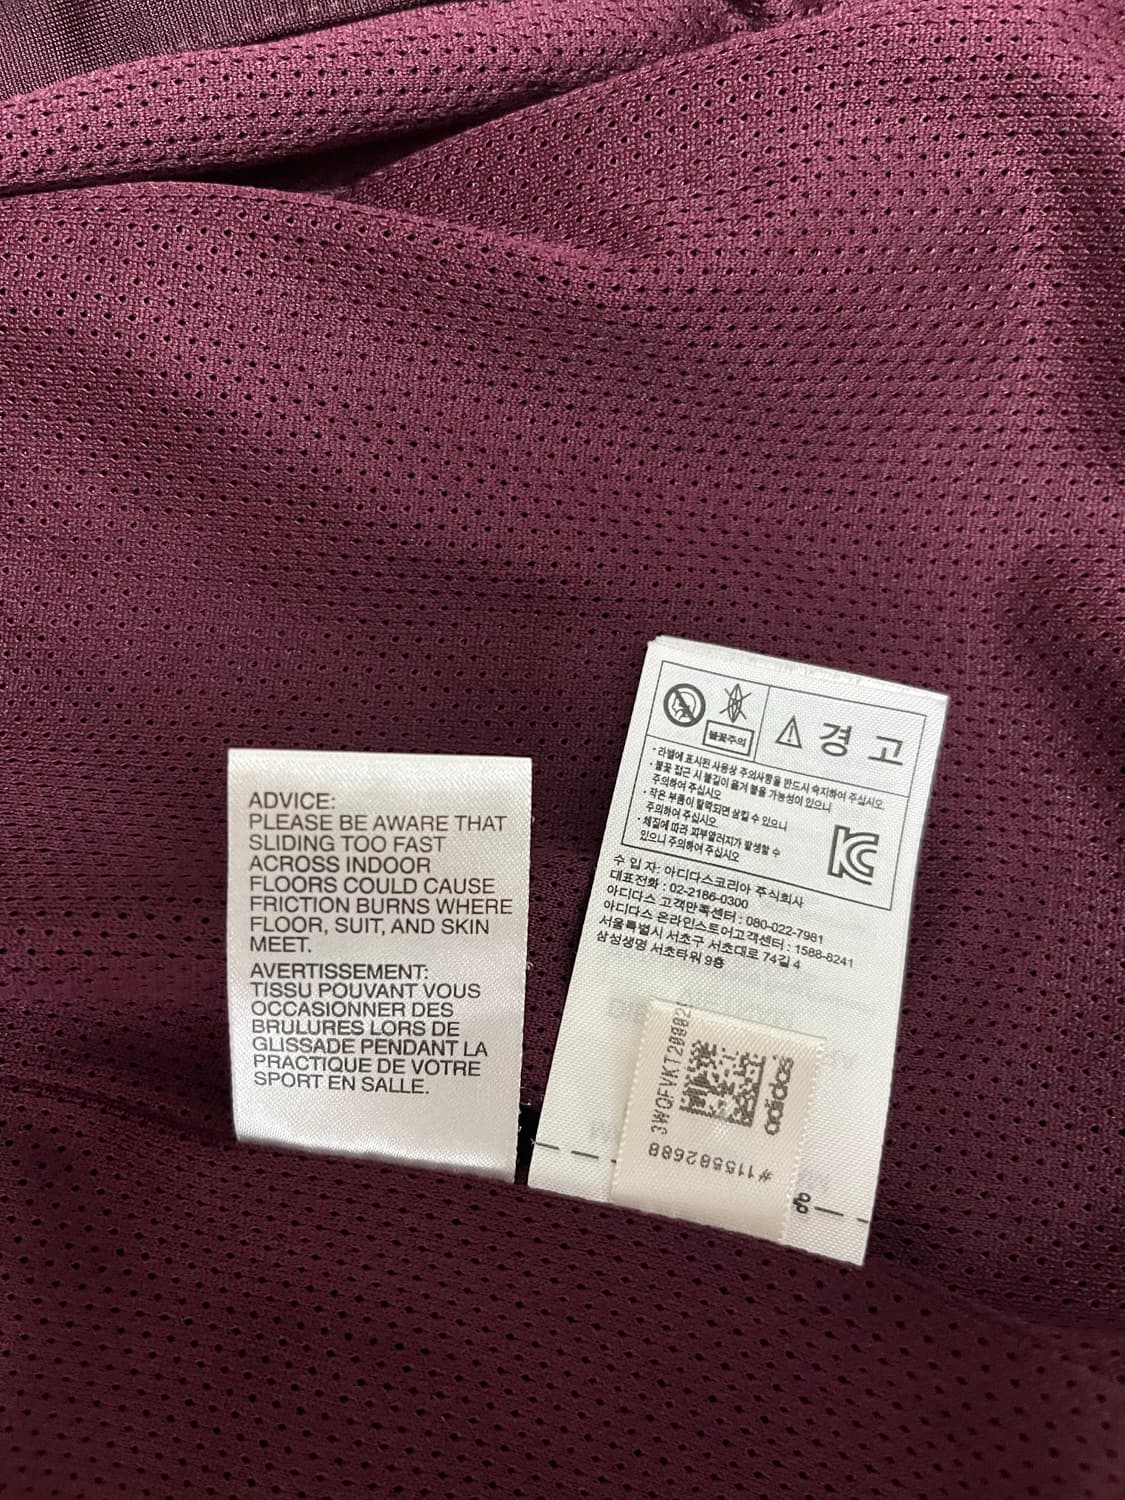 ADVICE:
PLEASE BE AWARE THAT
SLIDING TOO FAST
ACROSS INDOOR
FLOORS COULD CAUSE
FRICTION BURNS WHERE
FLOOR, SUIT, AND SKIN
MEET.
AVERTISSEMENT:
TISSU POUVANT VOUS
OCCASIONNER DES
BRULURES LORS DE
GLISSADE PENDANT LA
PRACTIQUE DE VOTRE
SPORT EN SALLE.
불꽃주의
경 고
· 라벨에 표시된 사용상 주의사항을 반드시 숙지하여 주십시오.
· 불꽃 접근 시 불길이 옮겨 붙을 가능성이 있으니
주의하여 주십시오
· 작은 부품이 탈락되면 삼킬 수 있으니
주의하여 주십시오.
· 체질에 따라 피부알러지가 발생할 수
있으니 주의하여 주십시오
수 입 자: 아디다스코리아 주식회사
대표전화 : 02-2186-0300
아디다스 고객만족센터 : 080-022-7981
아디다스 온라인스토어고객센터 : 1588-8241
서울특별시 서초구 서초대로 74길 4
삼성생명 서초타워 9층
adidas
#115582688
db